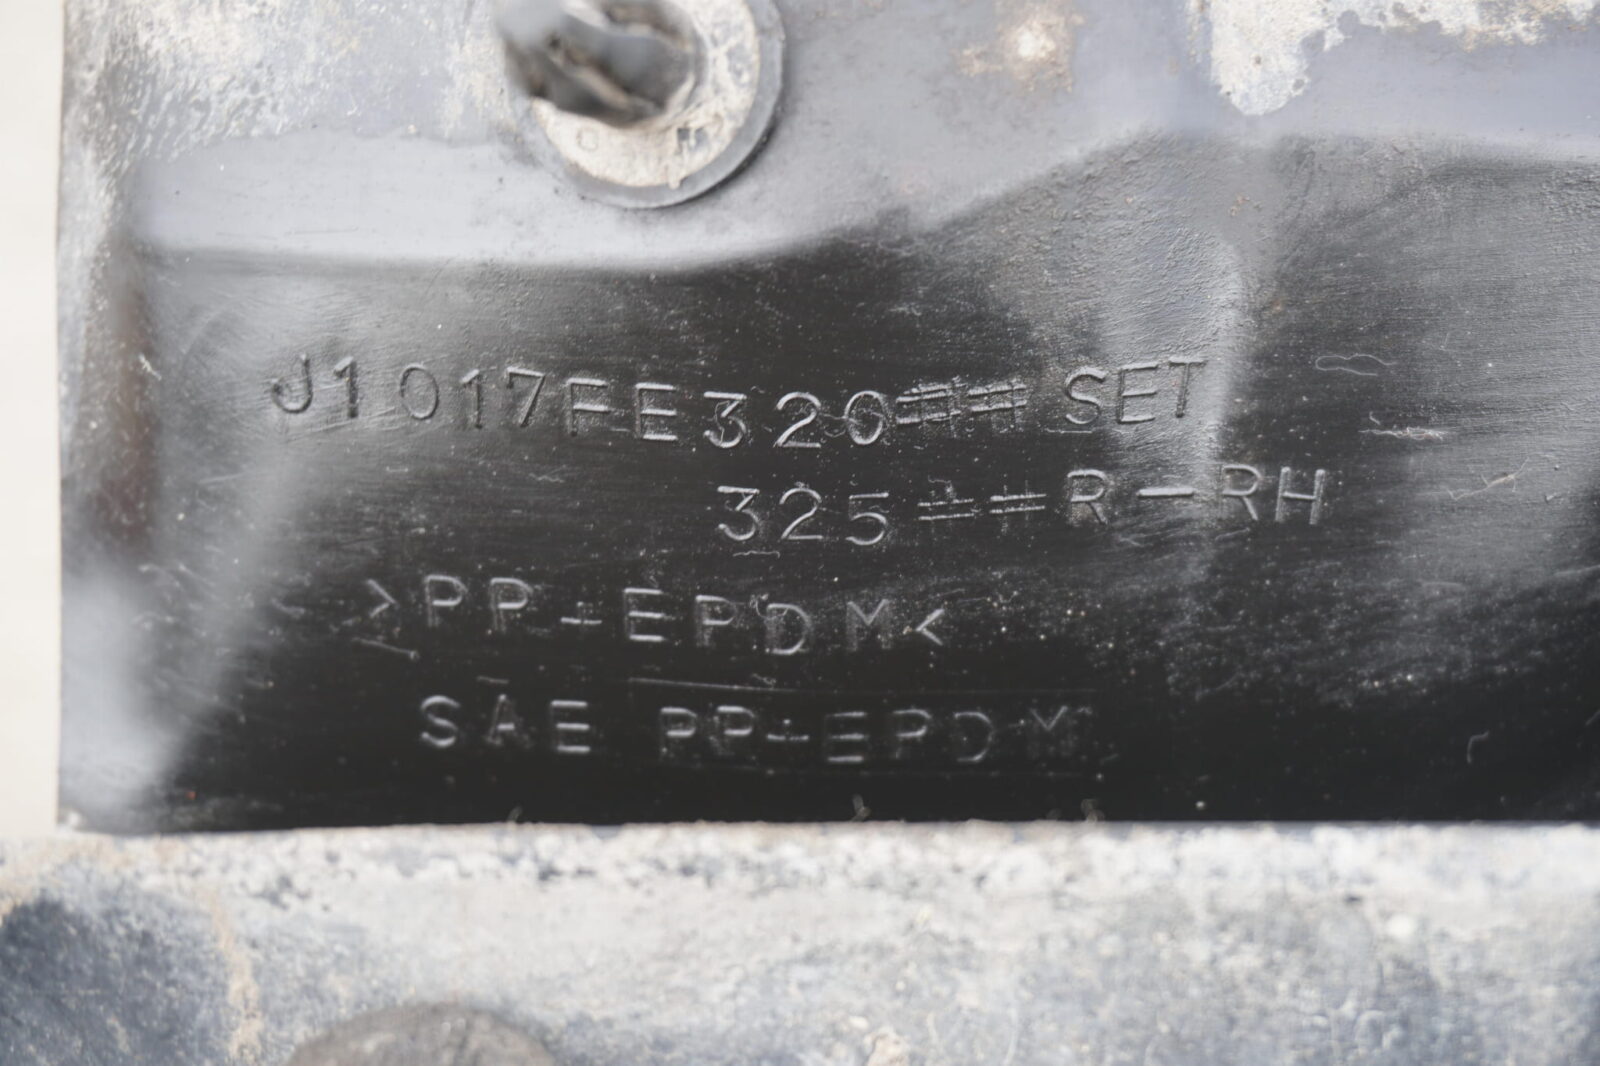 J1017FE320## SET
325==R-RH
>PP+EPDM<
SAE PP+EPDM